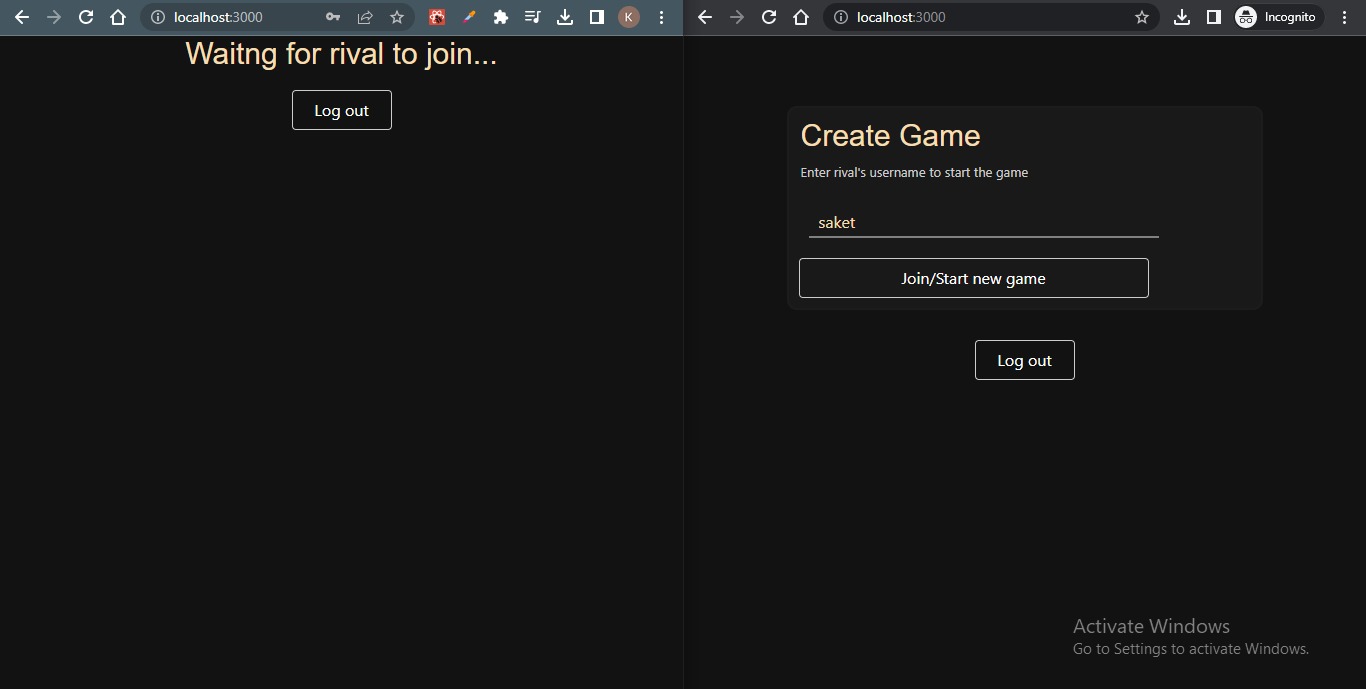 localhost:3000
K
Waitng for rival to join...
Log out
localhost:3000
Incognito
Create Game
Enter rival's username to start the game
saket
Join/Start new game
Log out
Activate Windows
Go to Settings to activate Windows.